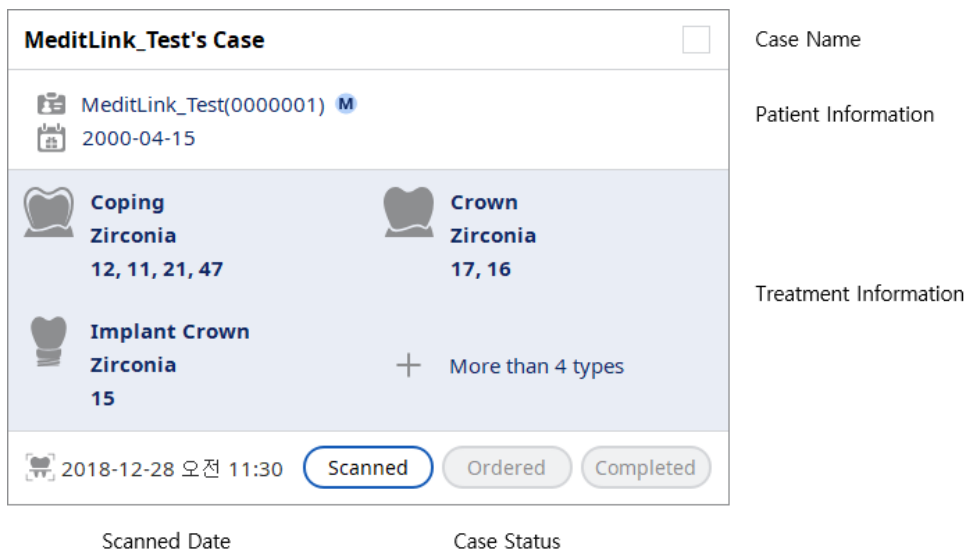 MeditLink_Test's Case
Case Name
MeditLink_Test(0000001) M
2000-04-15
Patient Information
Coping
Zirconia
12, 11, 21, 47
Crown
Zirconia
17, 16
Treatment Information
Implant Crown
Zirconia
15
More than 4 types
2018-12-28 오전 11:30
Scanned
Ordered
Completed
Scanned Date
Case Status